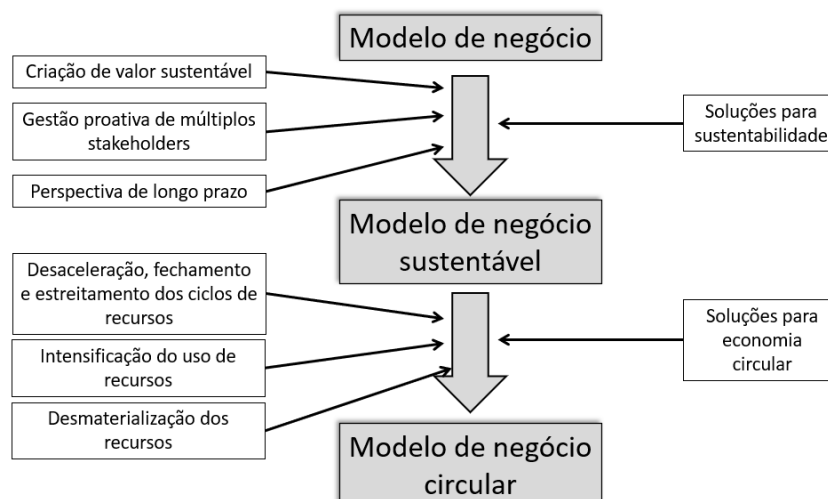 Modelo de negócio
Criação de valor sustentável
Gestão proativa de múltiplos
stakeholders
Perspectiva de longo prazo
Soluções para
sustentabilidade
Modelo de negócio
sustentável
Desaceleração, fechamento
e estreitamento dos ciclos de
recursos
Intensificação do uso de
recursos
Desmaterialização dos
recursos
Soluções para
economia
circular
Modelo de negócio
circular